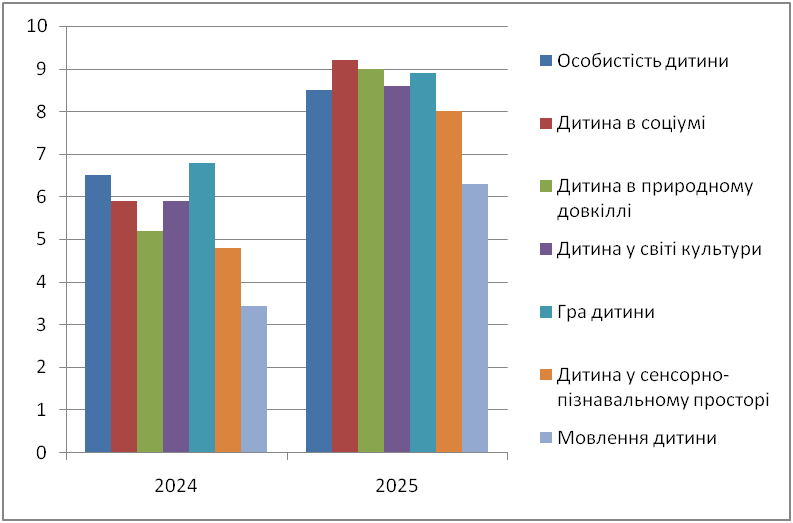 10
9
8
7
6
5
4
3
2
1
0
2024
2025
Особистість дитини
Дитина в соціумі
Дитина в природному
довкіллі
Дитина у світі культури
Гра дитини
Дитина у сенсорно-
пізнавальному просторі
Мовлення дитини